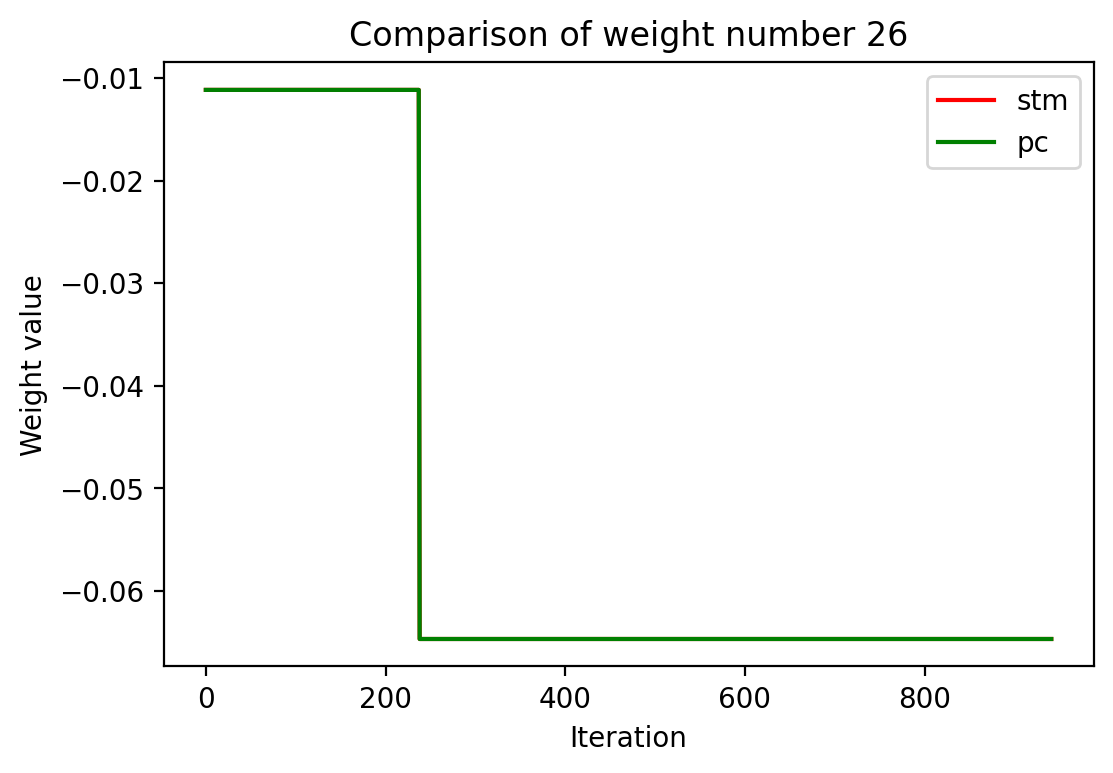 Comparison of weight number 26
−0.01
−0.02
−0.03
−0.04
−0.05
−0.06
Weight value
stm
pc
0 200 400 600 800
Iteration